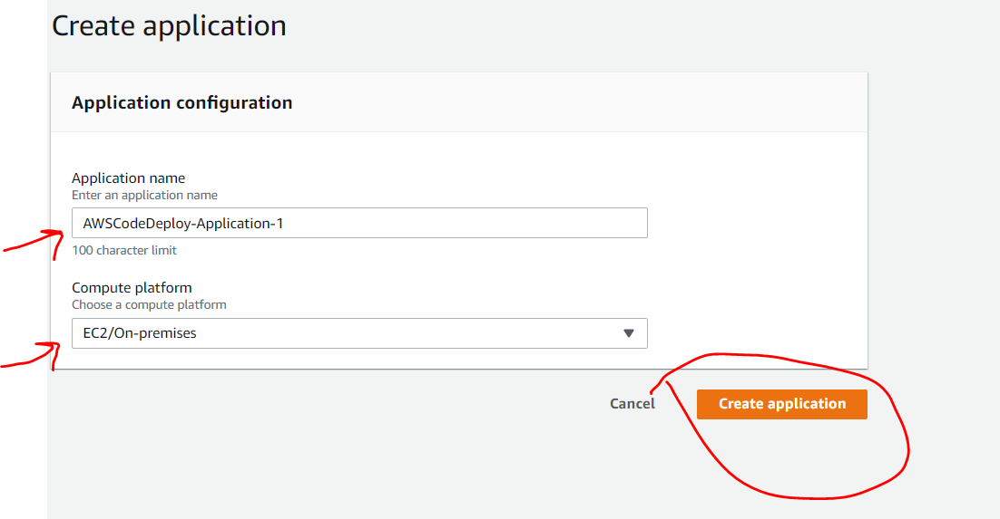 Create application
Application configuration
Application name
Enter an application name
AWSCodeDeploy-Application-1
100 character limit
Compute platform
Choose a compute platform
EC2/On-premises
Cancel Create application